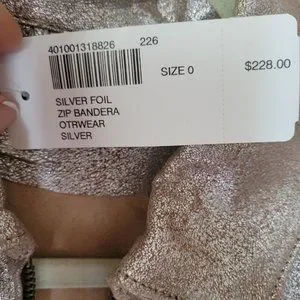 401001318826 226
SIZE 0 $228.00
SILVER FOIL
ZIP BANDERA
OTRWEAR
SILVER